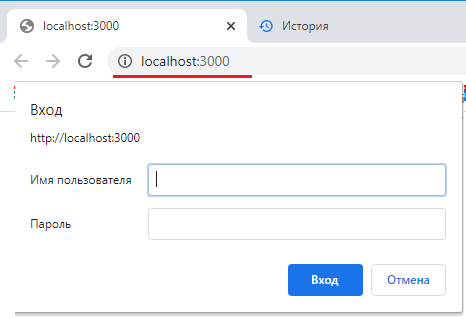 localhost:3000
История
localhost:3000
Вход
http://localhost:3000
Имя пользователя
Пароль
Вход
Отмена